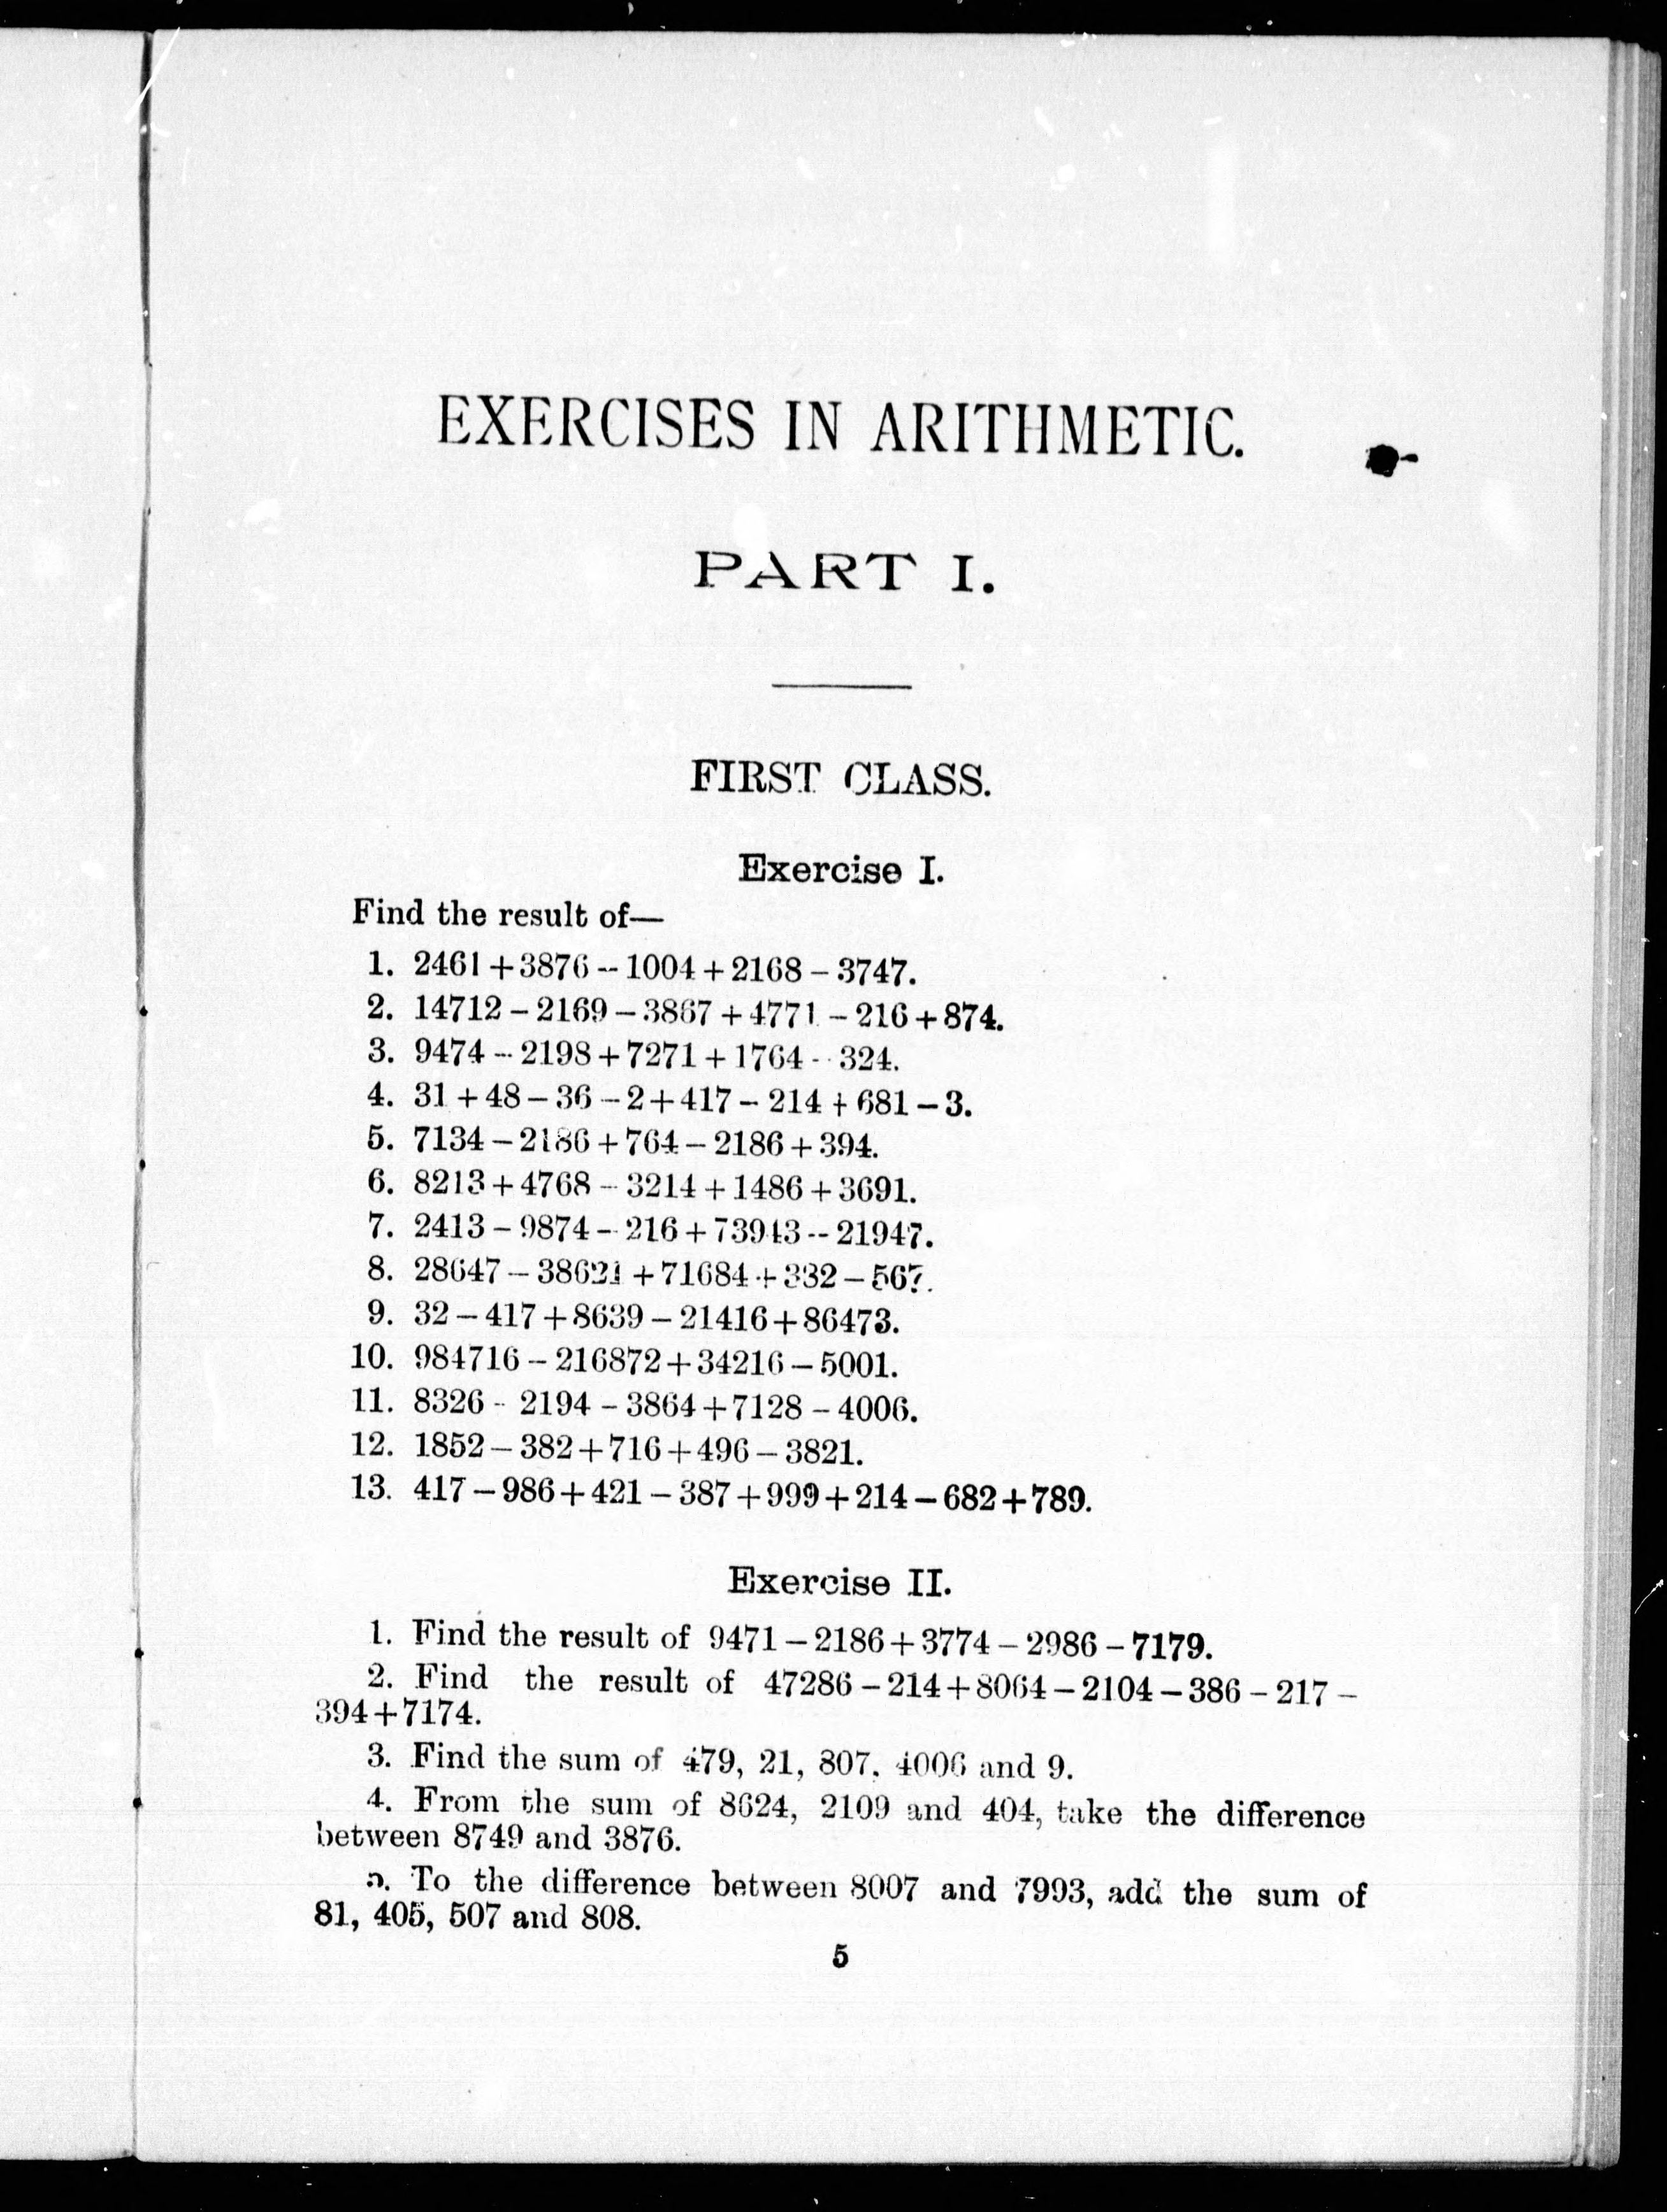 EXERCISES IN ARITHMETIC.
PART I.
FIRST CLASS.
Exercise I.
Find the result of—
1. 2461+3876-1004+2168-3747.
2. 14712-2169-3867+4771-216+874.
3. 9474-2198+7271+1764-324.
4. 31+48-36-2+417-214+681-3.
5. 7134-2186+764-2186+394.
6. 8213+4768-3214+1486+3691.
7. 2413-9874-216+73943-21947.
8. 28647-38621+71684+332-567.
9. 32-417+8639-21416+86473.
10. 984716-216872+34216-5001.
11. 8326-2194-3864+7128-4006.
12. 1852-382+716+496-3821.
13. 417-986+421-387+999+214-682+789.
Exercise II.
1. Find the result of 9471-2186+3774-2986-7179.
2. Find the result of 47286-214+8064-2104-386-217-
394+7174.
3. Find the sum of 479, 21, 807, 4006 and 9.
4. From the sum of 8624, 2109 and 404, take the difference
between 8749 and 3876.
5. To the difference between 8007 and 7993, add the sum of
81, 405, 507 and 808.
5